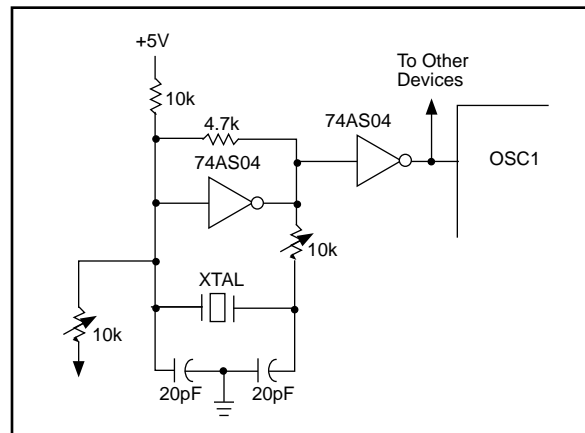 +5V
To Other
Devices
10k
4.7k
74AS04
74AS04
OSC1
10k
XTAL
10k
20pF
20pF